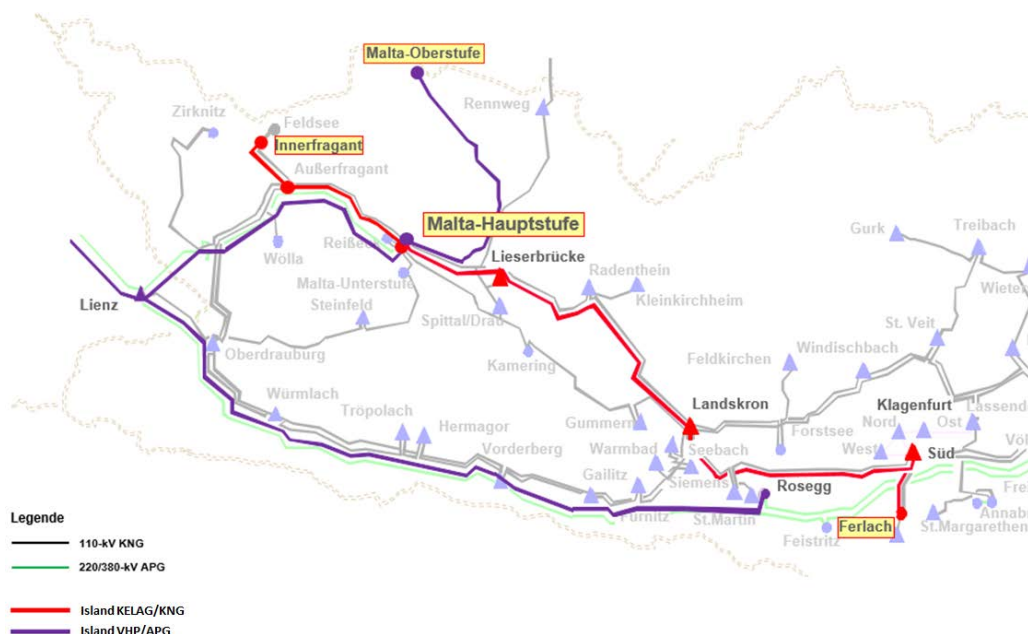 Malta-Oberstufe
Rennweg
Zirknitz
Feldsee
Innerfragant
Außerfragant
Gurk
Treibach
Malta-Hauptstufe
Reißeck
Wölla
Lieserbrücke
Radenthein
Malta-Unterstufe
Kleinkirchheim
Lienz
Steinfeld
Spittal/Drau
St. Veit
Oberdrauburg
Kamering
Feldkirchen
Windischbach
Würmlach
Landskron
Klagenfurt
Tröpolach
Hermagor
Gummern
Forstsee
Nord
Ost
Vorderberg
Warmbad
Seebach
West
Süd
Gailitz
Siemens
Rosegg
Fürnitz
St.Martin
Feistritz
Ferlach
St.Margarethen
Legende
110-kV KNG
220/380-kV APG
Island KELAG/KNG
Island VHP/APG